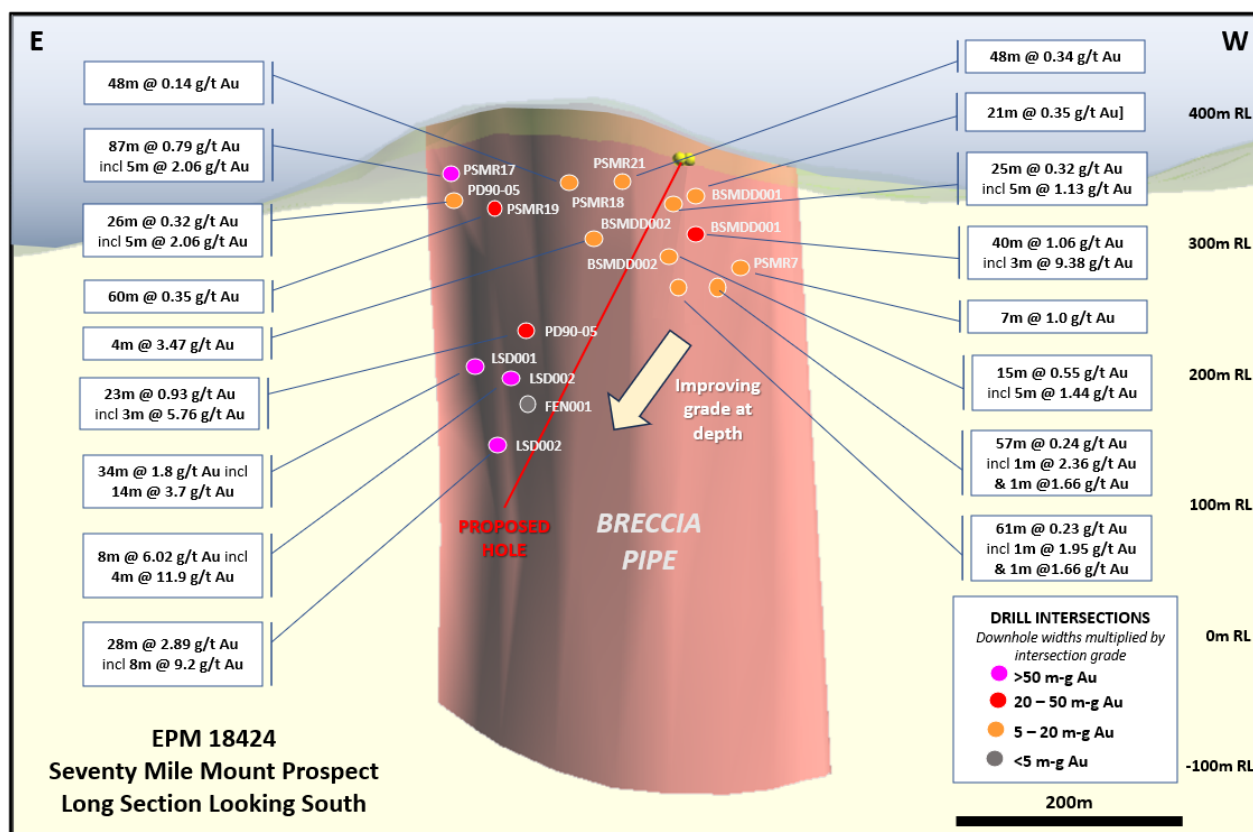 E
W
48m @ 0.14 g/t Au
87m @ 0.79 g/t Au
incl 5m @ 2.06 g/t Au
26m @ 0.32 g/t Au
incl 5m @ 2.06 g/t Au
60m @ 0.35 g/t Au
4m @ 3.47 g/t Au
23m @ 0.93 g/t Au
incl 3m @ 5.76 g/t Au
34m @ 1.8 g/t Au incl
14m @ 3.7 g/t Au
8m @ 6.02 g/t Au incl
4m @ 11.9 g/t Au
28m @ 2.89 g/t Au
incl 8m @ 9.2 g/t Au
PSMR17
PD90-05
PSMR19
PSMR18
PSMR21
BSMDD001
BSMDD002
BSMDD001
BSMDD002
PSMR7
PD90-05
LSD001
LSD002
FEN001
LSD002
Improving
grade at
depth
PROPOSED
HOLE
BRECCIA
PIPE
48m @ 0.34 g/t Au
21m @ 0.35 g/t Au]
25m @ 0.32 g/t Au
incl 5m @ 1.13 g/t Au
40m @ 1.06 g/t Au
incl 3m @ 9.38 g/t Au
7m @ 1.0 g/t Au
15m @ 0.55 g/t Au
incl 5m @ 1.44 g/t Au
57m @ 0.24 g/t Au
incl 1m @ 2.36 g/t Au
& 1m @1.66 g/t Au
61m @ 0.23 g/t Au
incl 1m @ 1.95 g/t Au
& 1m @1.66 g/t Au
400m RL
300m RL
200m RL
100m RL
0m RL
-100m RL
DRILL INTERSECTIONS
Downhole widths multiplied by
intersection grade
>50 m-g Au
20 – 50 m-g Au
5 – 20 m-g Au
<5 m-g Au
200m
EPM 18424
Seventy Mile Mount Prospect
Long Section Looking South